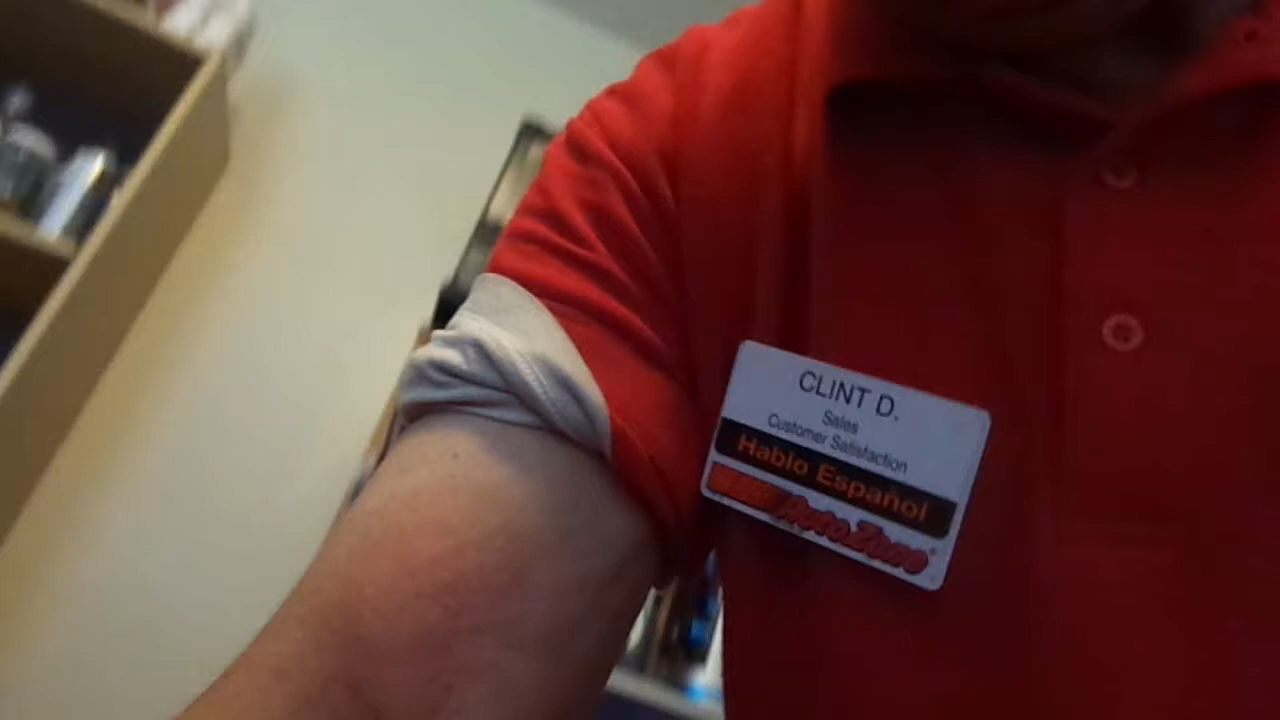 CLINT D.
Sales
Customer Satisfaction
Hablo Español
AutoZone